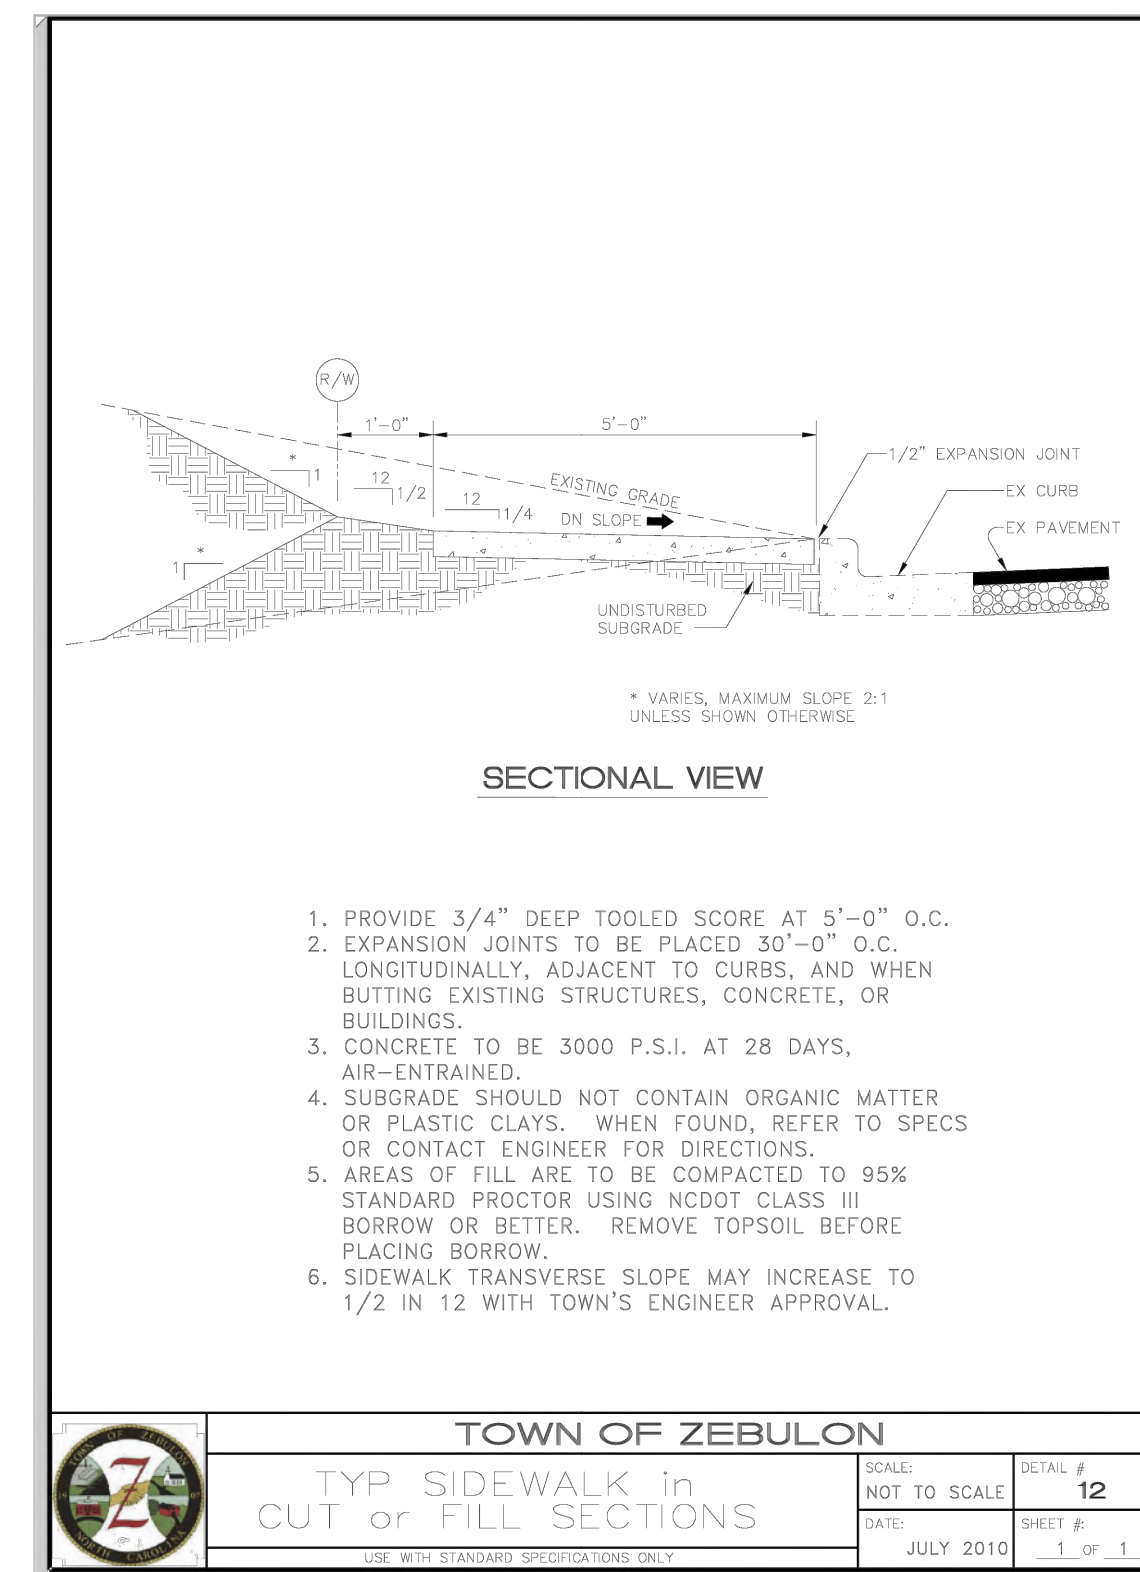 R/W
1'-0"
5'-0"
*
1
12
1/2
12
1/4
EXISTING GRADE
DN SLOPE
1/2" EXPANSION JOINT
EX CURB
EX PAVEMENT
*
1
UNDISTURBED
SUBGRADE
* VARIES, MAXIMUM SLOPE 2:1
UNLESS SHOWN OTHERWISE
SECTIONAL VIEW
1. PROVIDE 3/4" DEEP TOOLED SCORE AT 5'-0" O.C.
2. EXPANSION JOINTS TO BE PLACED 30'-0" O.C.
LONGITUDINALLY, ADJACENT TO CURBS, AND WHEN
BUTTING EXISTING STRUCTURES, CONCRETE, OR
BUILDINGS.
3. CONCRETE TO BE 3000 P.S.I. AT 28 DAYS,
AIR-ENTRAINED.
4. SUBGRADE SHOULD NOT CONTAIN ORGANIC MATTER
OR PLASTIC CLAYS. WHEN FOUND, REFER TO SPECS
OR CONTACT ENGINEER FOR DIRECTIONS.
5. AREAS OF FILL ARE TO BE COMPACTED TO 95%
STANDARD PROCTOR USING NCDOT CLASS III
BORROW OR BETTER. REMOVE TOPSOIL BEFORE
PLACING BORROW.
6. SIDEWALK TRANSVERSE SLOPE MAY INCREASE TO
1/2 IN 12 WITH TOWN'S ENGINEER APPROVAL.
TOWN OF ZEBULON
19 Z 07
NORTH CAROLINA
TOWN OF ZEBULON
TYP SIDEWALK in
CUT or FILL SECTIONS
USE WITH STANDARD SPECIFICATIONS ONLY
SCALE:
NOT TO SCALE
DETAIL #
12
DATE:
JULY 2010
SHEET #:
1 OF 1